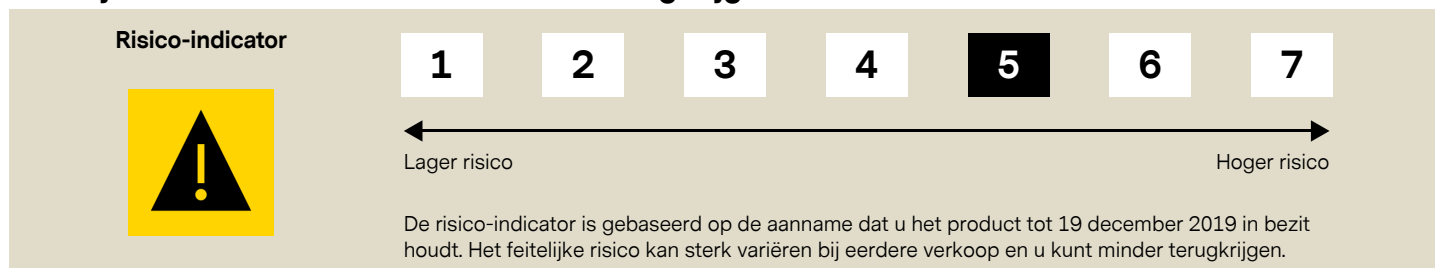 Risico-indicator
1 2 3 4 5 6 7
Lager risico Hoger risico
De risico-indicator is gebaseerd op de aanname dat u het product tot 19 december 2019 in bezit
houdt. Het feitelijke risico kan sterk variëren bij eerdere verkoop en u kunt minder terugkrijgen.